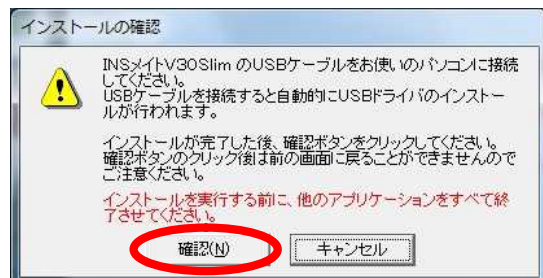 インストールの確認
INSメイトV30Slim のUSBケーブルをお使いのパソコンに接続
してください。
USBケーブルを接続すると自動的にUSBドライバのインストー
ルが行われます。
インストールが完了した後、確認ボタンをクリックしてください。
確認ボタンのクリック後は前の画面に戻ることができませんので
ご注意ください。
インストールを実行する前に、他のアプリケーションをすべて終
了させてください。
確認(N)
キャンセル